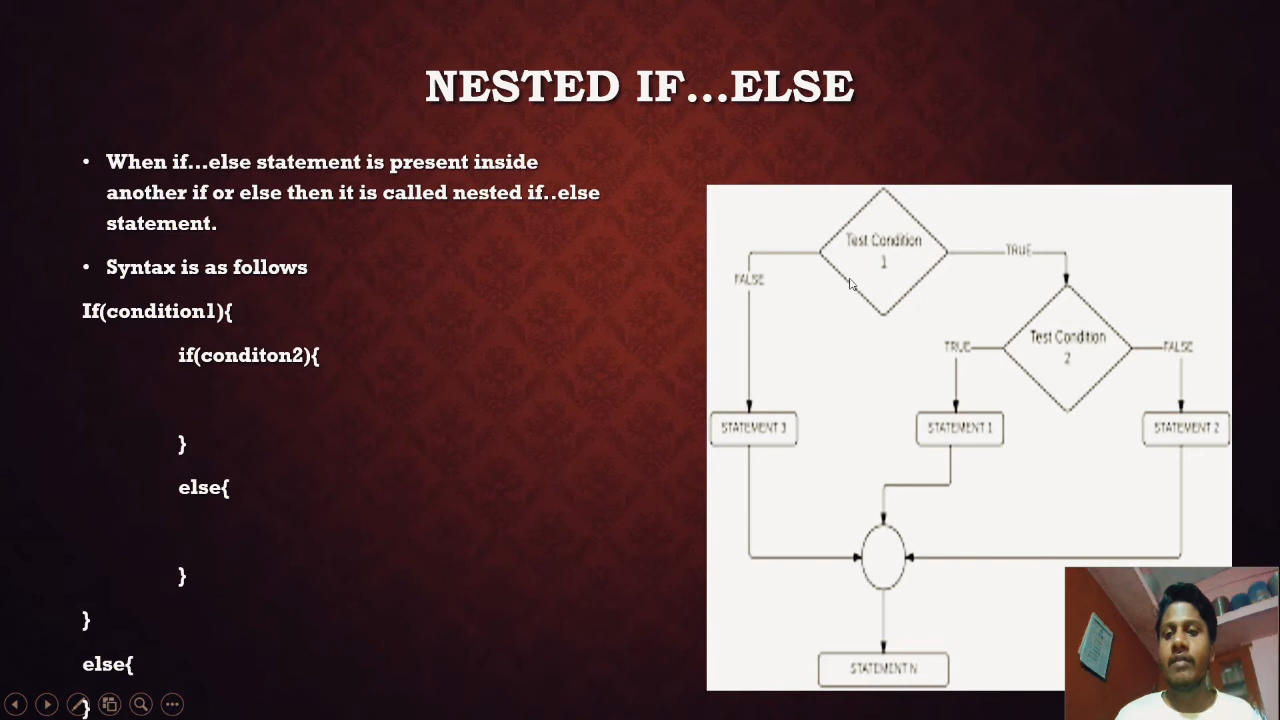 NESTED IF...ELSE
• When if...else statement is present inside
another if or else then it is called nested if..else
statement.
• Syntax is as follows
If(condition1){
if(conditon2){
}
else{
}
}
else{
}
Test Condition
1
TRUE
FALSE
Test Condition
2
TRUE
FALSE
STATEMENT 3
STATEMENT 1
STATEMENT 2
STATEMENT N